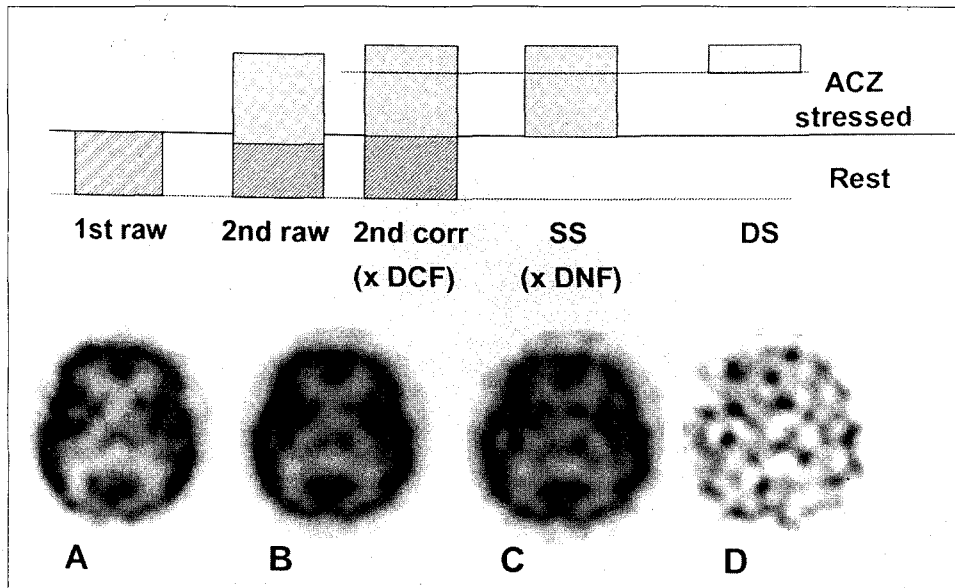 ACZ
stressed
Rest
1st raw 2nd raw 2nd corr SS DS
(x DCF) (x DNF)
A B C D